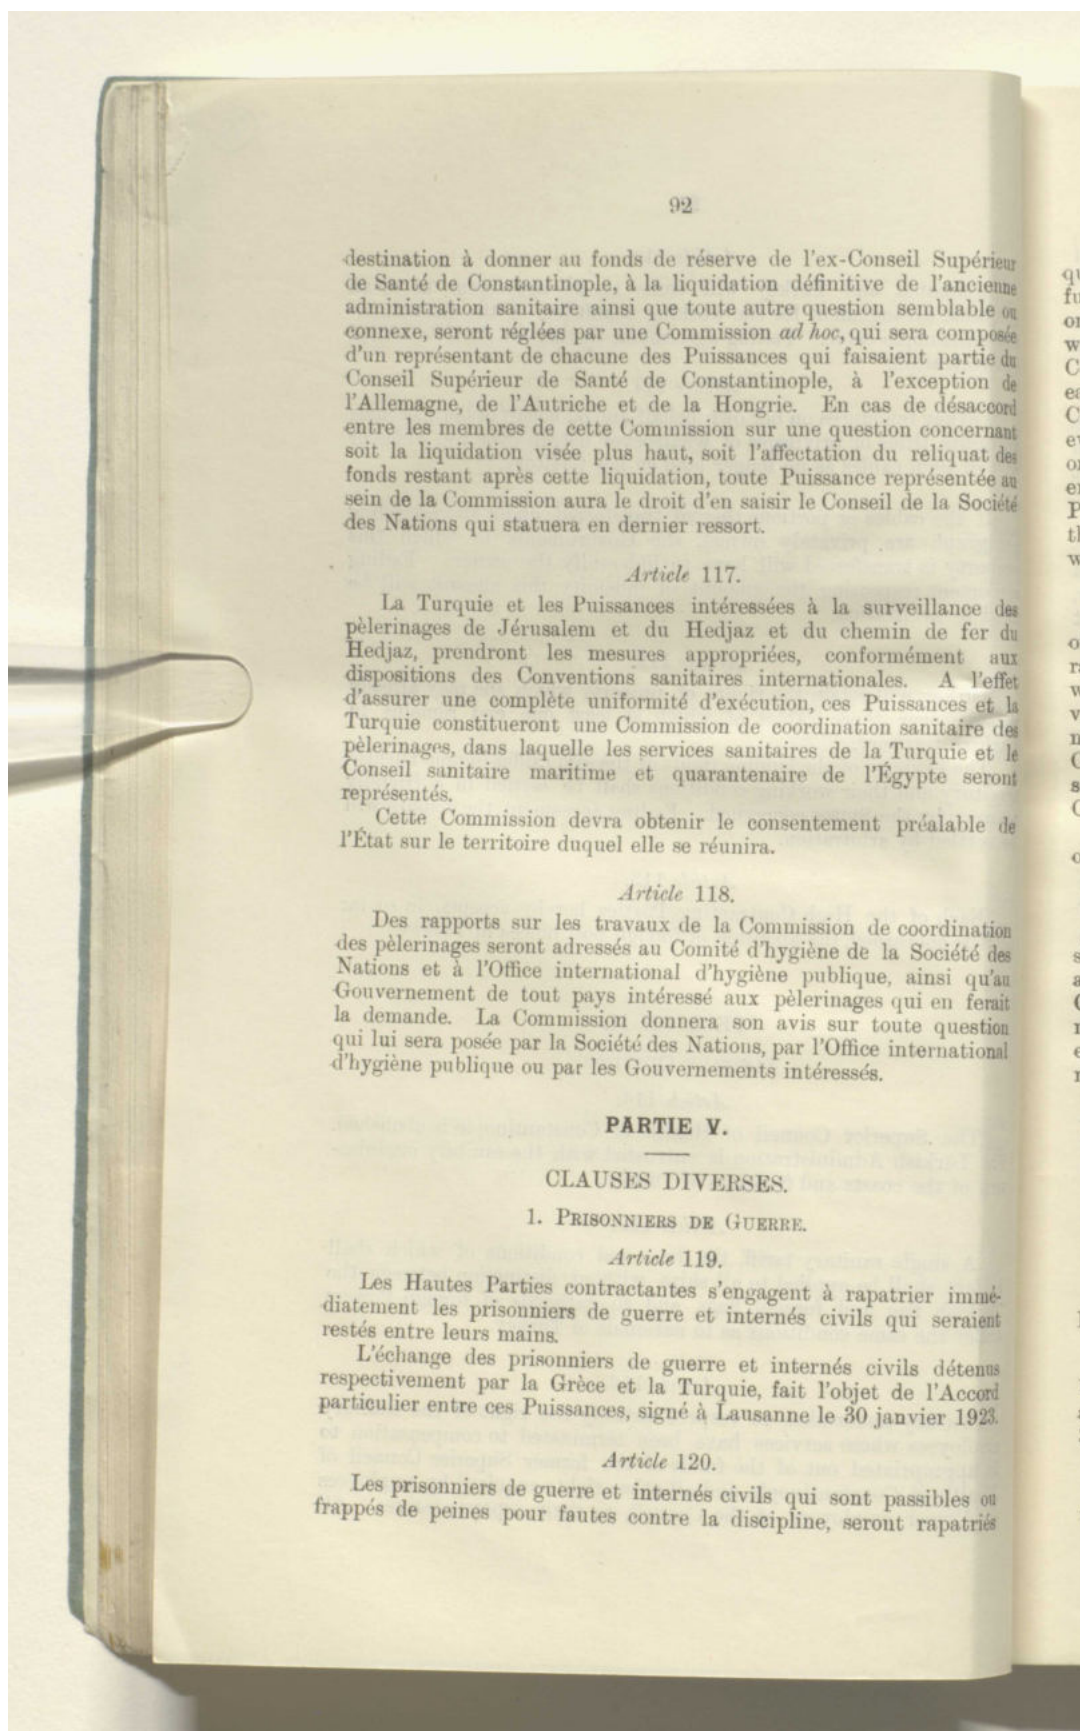 92
destination à donner au fonds de réserve de l'ex-Conseil Supérieur
de Santé de Constantinople, à la liquidation définitive de l'ancienne
administration sanitaire ainsi que toute autre question semblable ou
connexe, seront réglées par une Commission ad hoc, qui sera composée
d'un représentant de chacune des Puissances qui faisaient partie du
Conseil Supérieur de Santé de Constantinople, à l'exception de
l'Allemagne, de l'Autriche et de la Hongrie. En cas de désaccord
entre les membres de cette Commission sur une question concernant
soit la liquidation visée plus haut, soit l'affectation du reliquat des
fonds restant après cette liquidation, toute Puissance représentée au
sein de la Commission aura le droit d'en saisir le Conseil de la Société
des Nations qui statuera en dernier ressort.
Article 117.
La Turquie et les Puissances intéressées à la surveillance des
pèlerinages de Jérusalem et du Hedjaz et du chemin de fer du
Hedjaz, prendront les mesures appropriées, conformément aux
dispositions des Conventions sanitaires internationales. A l'effet
d'assurer une complète uniformité d'exécution, ces Puissances et la
Turquie constitueront une Commission de coordination sanitaire des
pèlerinages, dans laquelle les services sanitaires de la Turquie et le
Conseil sanitaire maritime et quarantenaire de l'Égypte seront
représentés.
Cette Commission devra obtenir le consentement préalable de
l'État sur le territoire duquel elle se réunira.
Article 118.
Des rapports sur les travaux de la Commission de coordination
des pèlerinages seront adressés au Comité d'hygiène de la Société des
Nations et à l'Office international d'hygiène publique, ainsi qu'au
Gouvernement de tout pays intéressé aux pèlerinages qui en ferait
la demande. La Commission donnera son avis sur toute question
qui lui sera posée par la Société des Nations, par l'Office international
d'hygiène publique ou par les Gouvernements intéressés.
PARTIE V.
CLAUSES DIVERSES.
1. PRISONNIERS DE GUERRE.
Article 119.
Les Hautes Parties contractantes s'engagent à rapatrier immé-
diatement les prisonniers de guerre et internés civils qui seraient
restés entre leurs mains.
L'échange des prisonniers de guerre et internés civils détenus
respectivement par la Grèce et la Turquie, fait l'objet de l'Accord
particulier entre ces Puissances, signé à Lausanne le 30 janvier 1923.
Article 120.
Les prisonniers de guerre et internés civils qui sont passibles ou
frappés de peines pour fautes contre la discipline, seront rapatriés